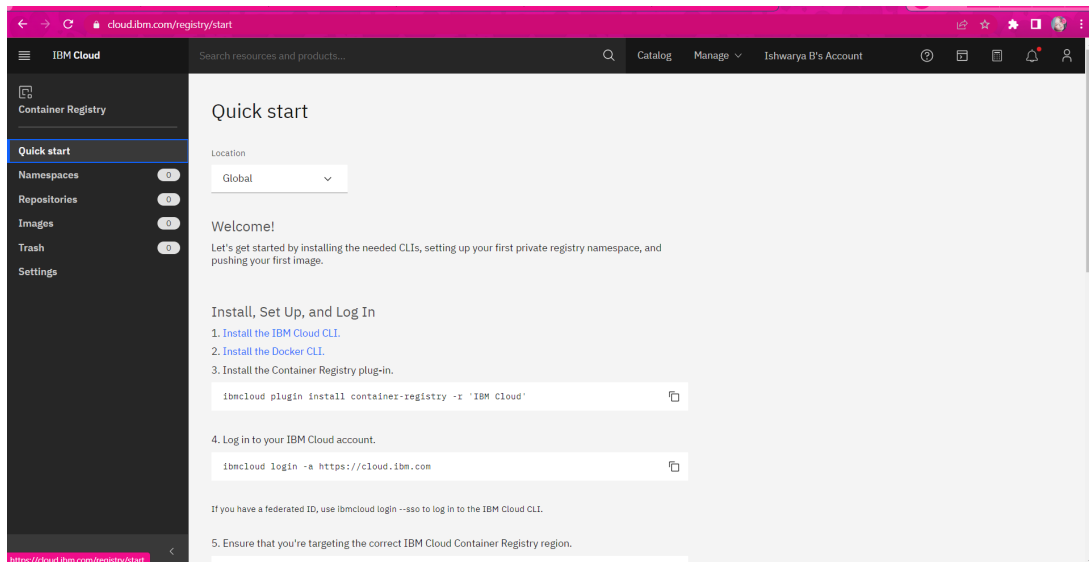 cloud.ibm.com/registry/start
IBM Cloud
Search resources and products...
Catalog
Manage
Ishwarya B's Account
Container Registry
Quick start
Namespaces 0
Repositories 0
Images 0
Trash 0
Settings
Quick start
Location
Global
Welcome!
Let's get started by installing the needed CLIs, setting up your first private registry namespace, and
pushing your first image.
Install, Set Up, and Log In
1. Install the IBM Cloud CLI.
2. Install the Docker CLI.
3. Install the Container Registry plug-in.
ibmcloud plugin install container-registry -r 'IBM Cloud'
4. Log in to your IBM Cloud account.
ibmcloud login -a https://cloud.ibm.com
If you have a federated ID, use ibmcloud login --sso to log in to the IBM Cloud CLI.
5. Ensure that you're targeting the correct IBM Cloud Container Registry region.
https://cloud.ibm.com/registry/start